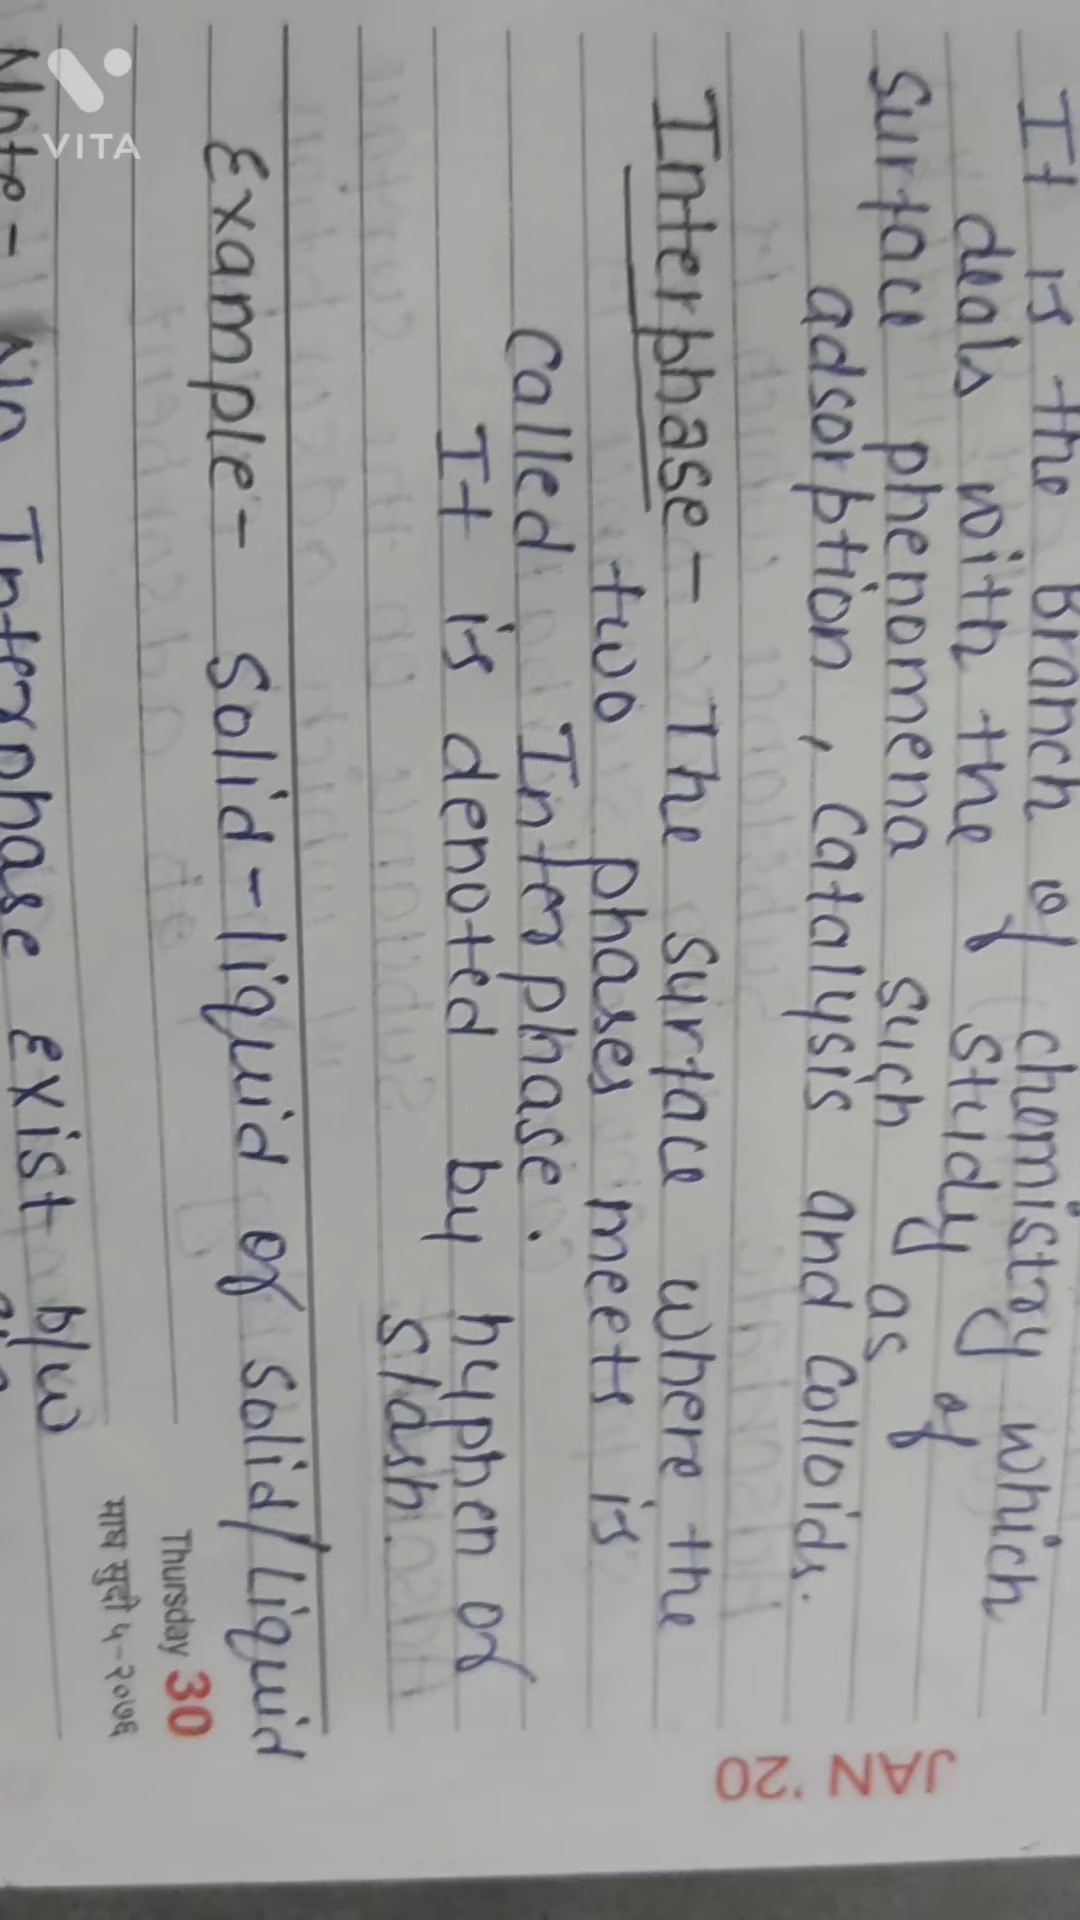 It is the Branch of chemistry which
deals with the study of
surface phenomena such as
adsorption, catalysis and colloids.
Interphase - The surface where the
two phases meets is
called Interphase.
It is denoted by hyphen or
slash.
Example - Solid-liquid or solid/Liquid
Note - No Interphase Exist b/w
JAN '20
Thursday 30
माघ सुदी ५-२०७६
VITA